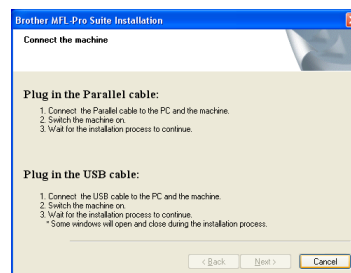 Brother MFL-Pro Suite Installation
Connect the machine
Plug in the Parallel cable:
1. Connect the Parallel cable to the PC and the machine.
2. Switch the machine on.
3. Wait for the installation process to continue.
Plug in the USB cable:
1. Connect the USB cable to the PC and the machine.
2. Switch the machine on.
3. Wait for the installation process to continue.
* Some windows will open and close during the installation process.
< Back Next > Cancel